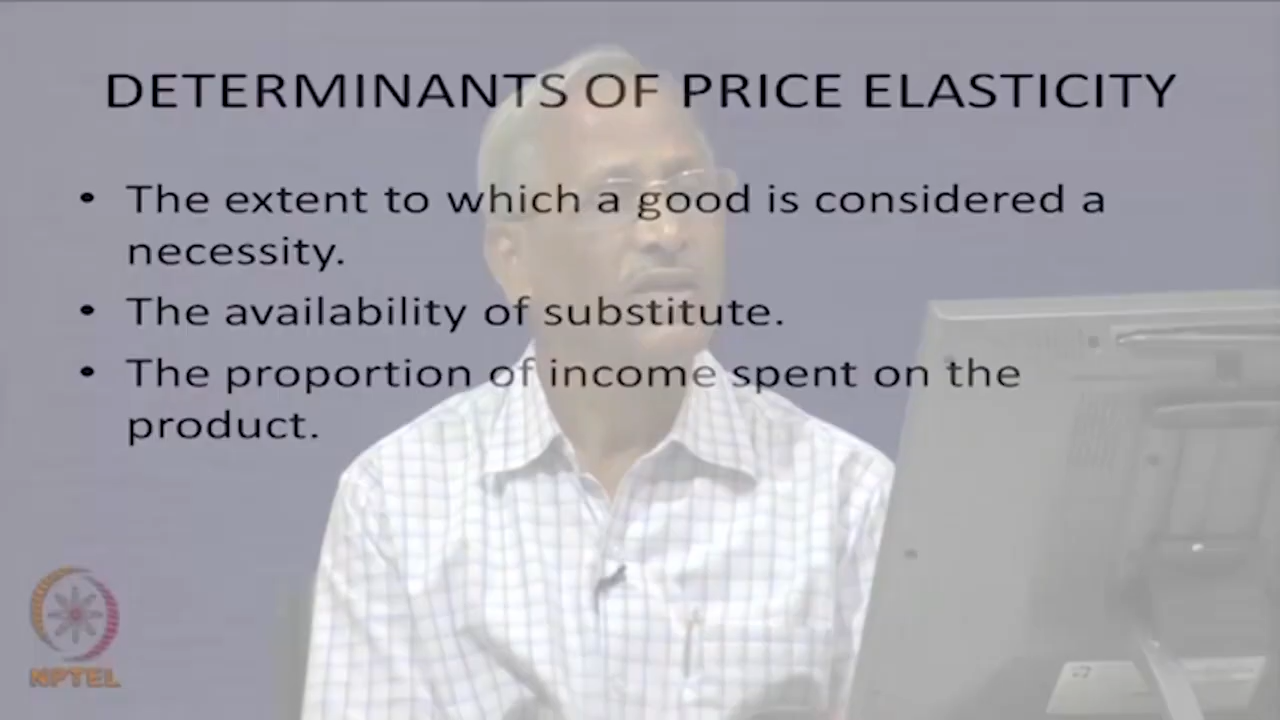 DETERMINANTS OF PRICE ELASTICITY
• The extent to which a good is considered a
necessity.
• The availability of substitute.
• The proportion of income spent on the
product.
NPTEL